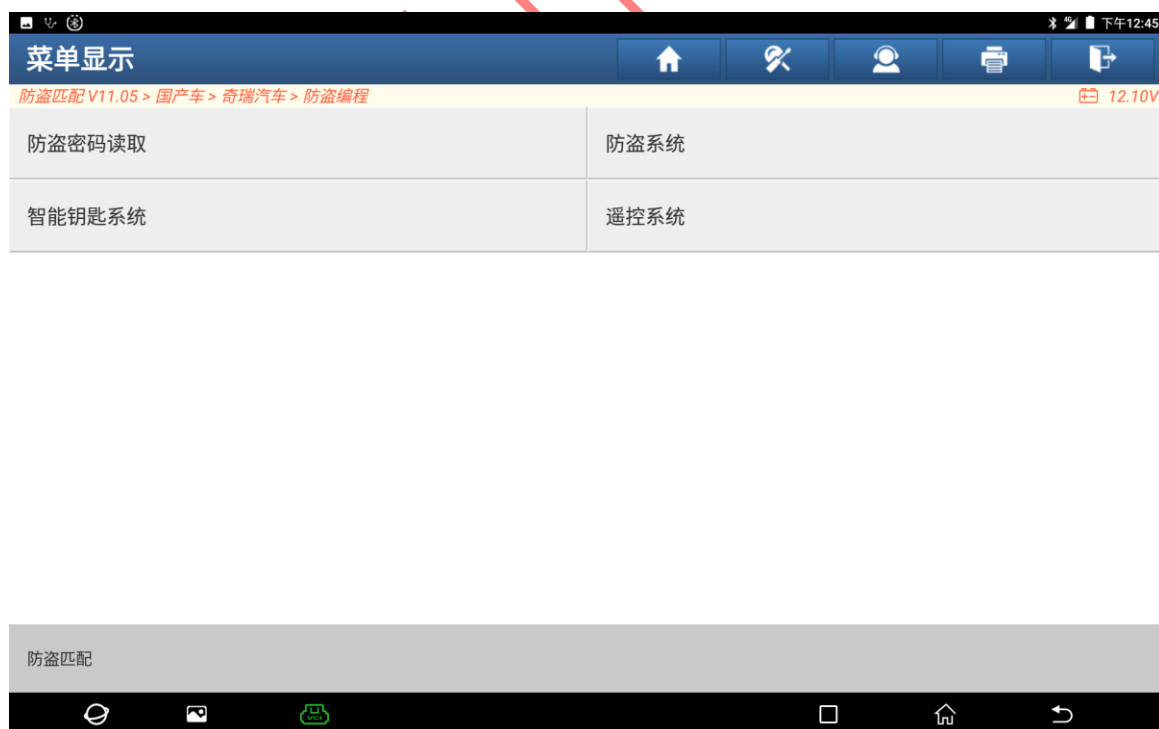 4G 下午12:45
菜单显示
防盗匹配 V11.05 > 国产车 > 奇瑞汽车 > 防盗编程 12.10V
防盗密码读取 防盗系统
智能钥匙系统 遥控系统
防盗匹配
VCI